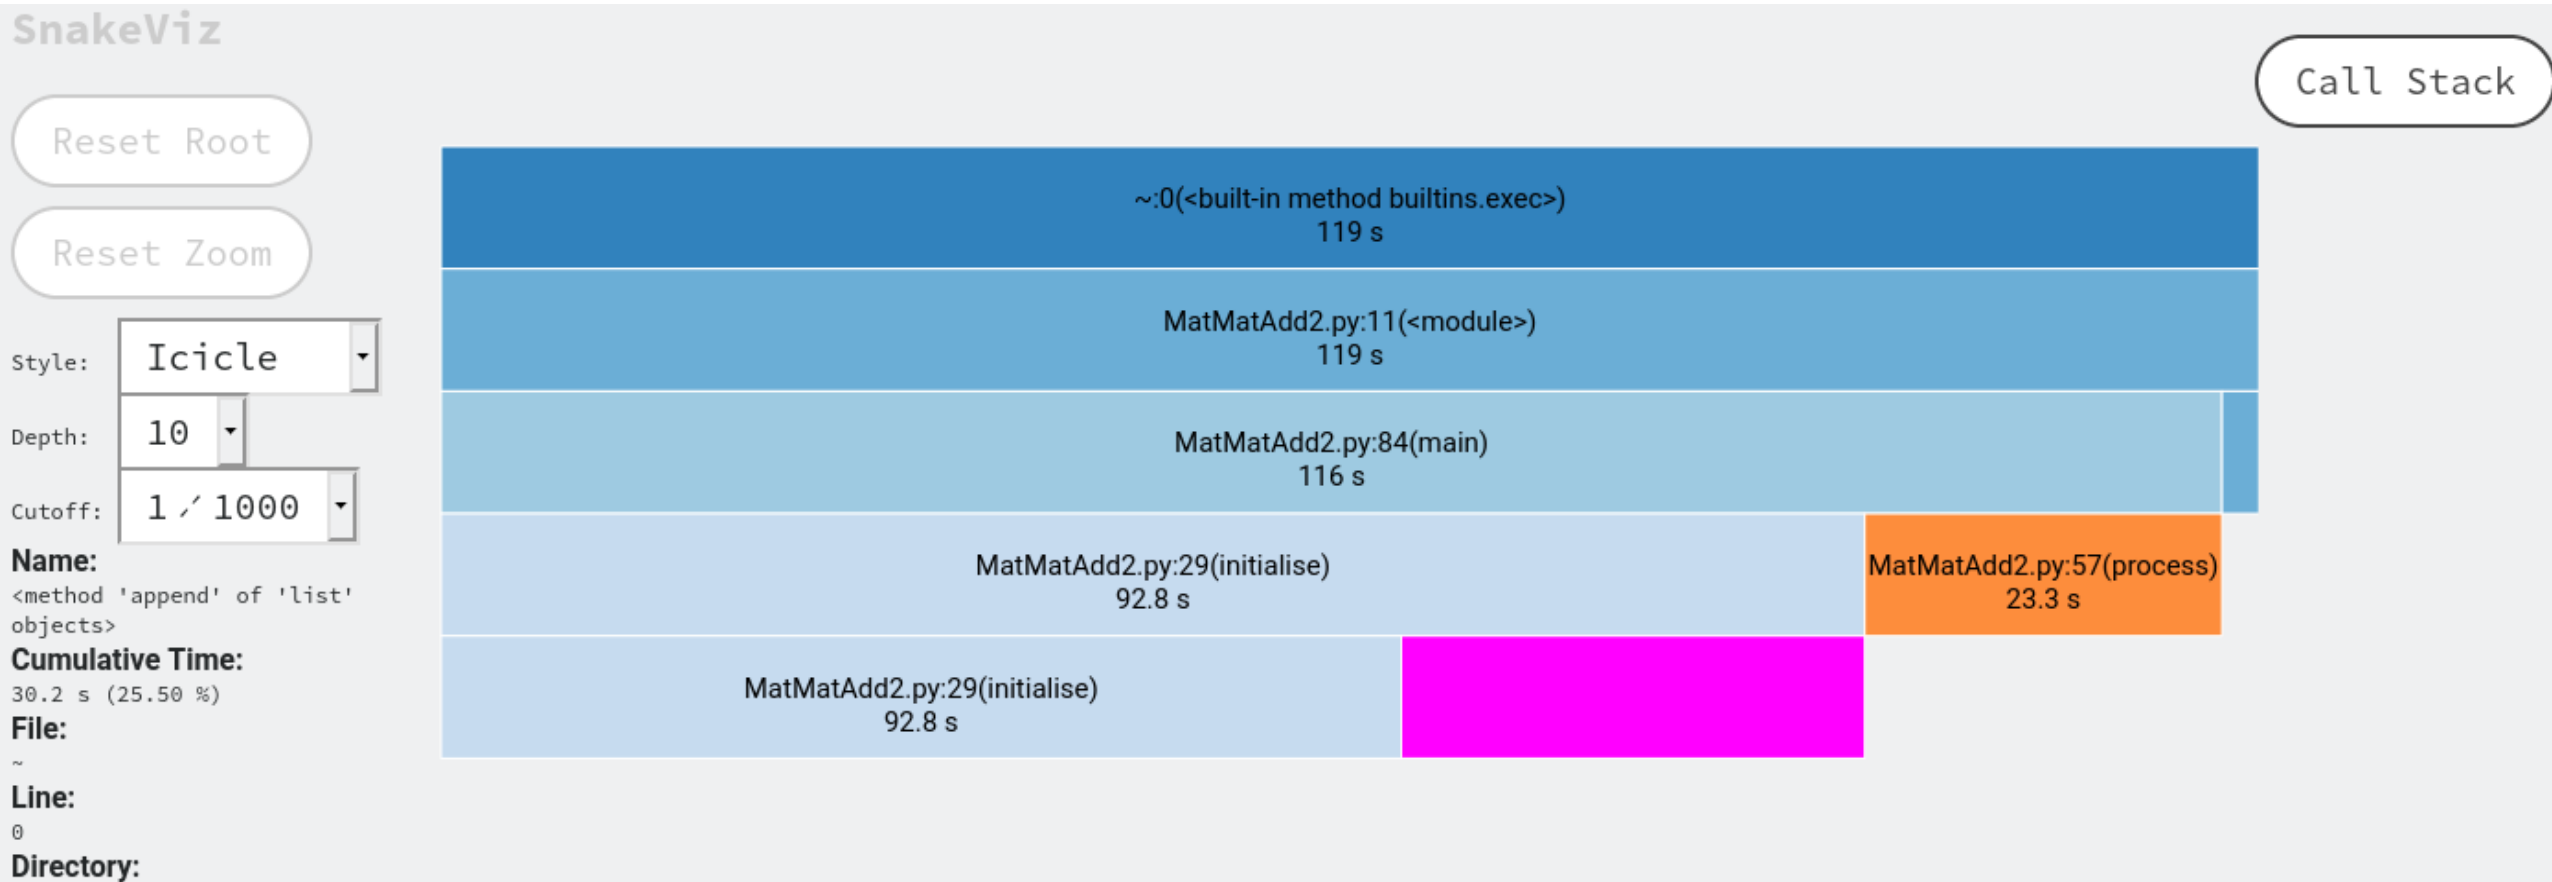 SnakeViz
Call Stack
Reset Root
Reset Zoom
Style:
Icicle
Depth:
10
Cutoff:
1 ⁄ 1000
Name:
<method 'append' of 'list'
objects>
Cumulative Time:
30.2 s (25.50 %)
File:
~
Line:
0
Directory:
~:0(<built-in method builtins.exec>)
119 s
MatMatAdd2.py:11(<module>)
119 s
MatMatAdd2.py:84(main)
116 s
MatMatAdd2.py:29(initialise)
92.8 s
MatMatAdd2.py:57(process)
23.3 s
MatMatAdd2.py:29(initialise)
92.8 s